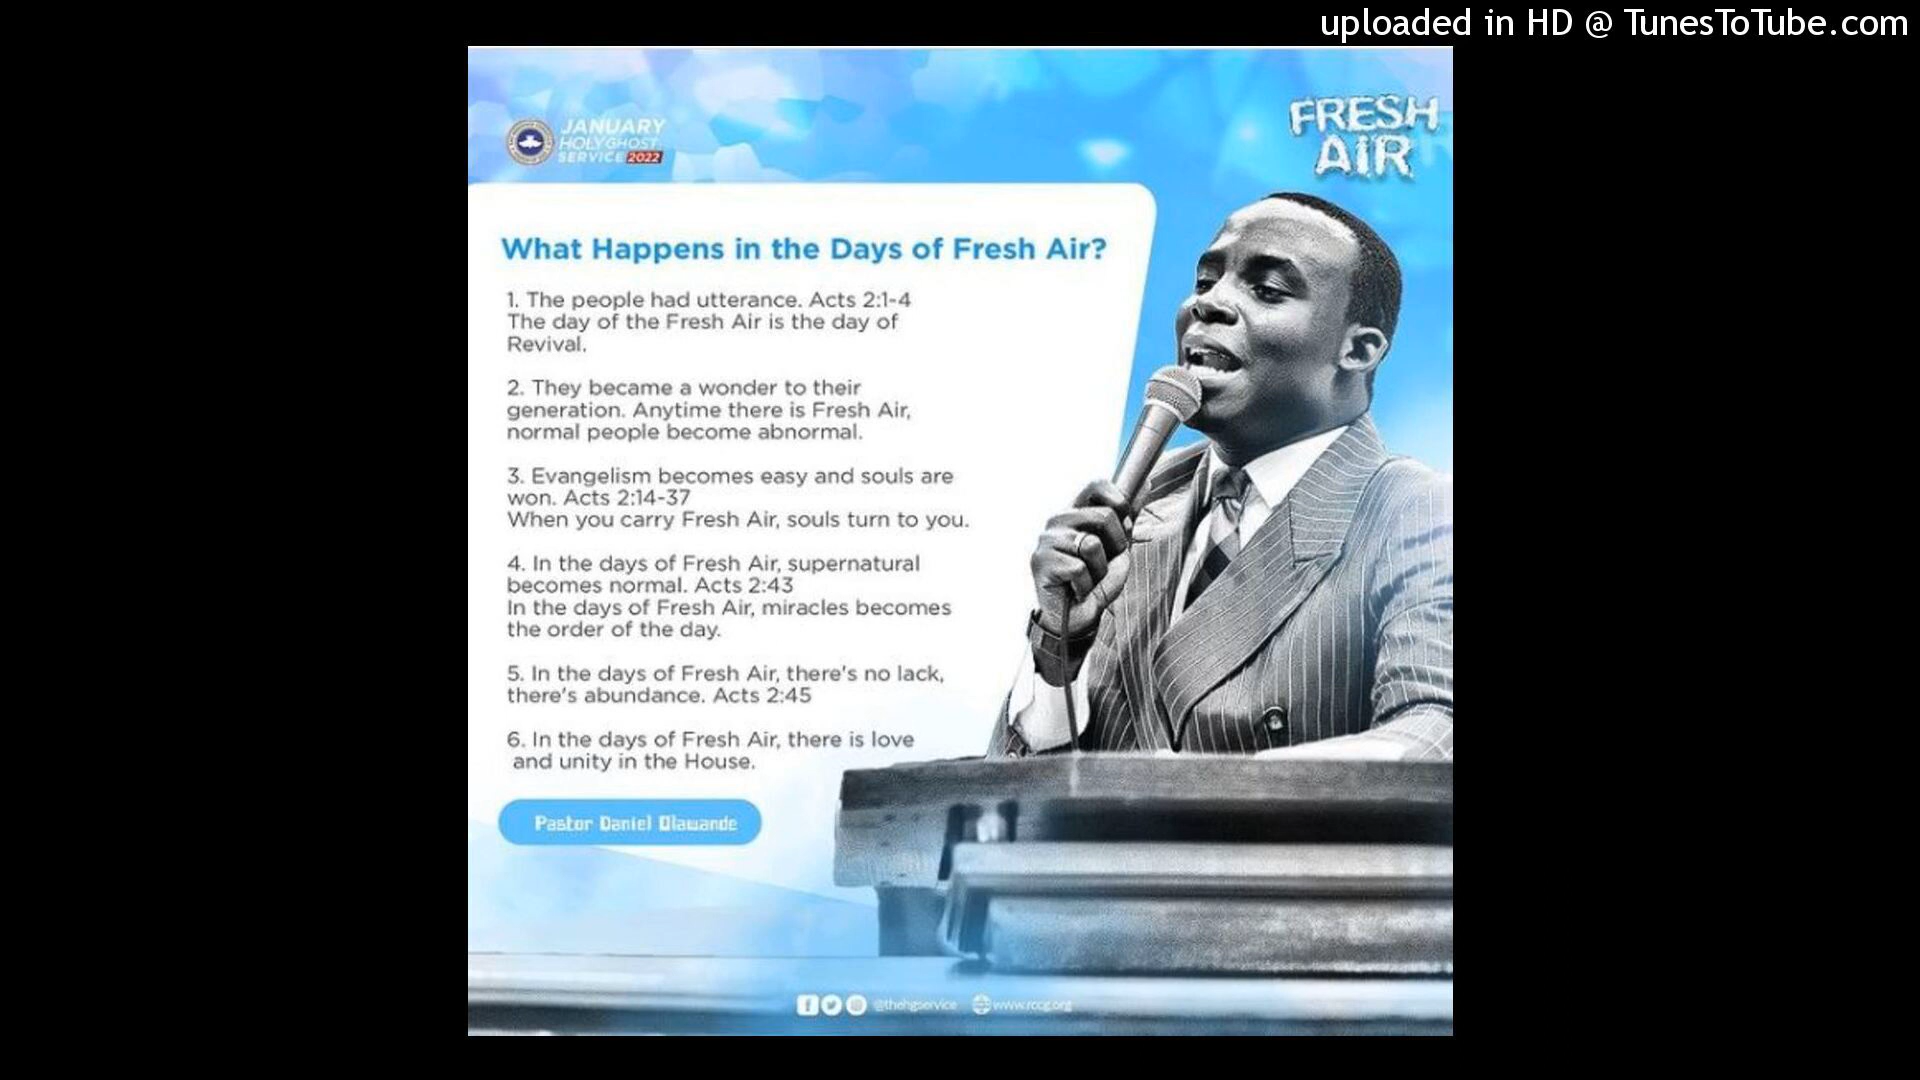 uploaded in HD @ TunesToTube.com
JANUARY
HOLYGHOST
SERVICE 2022
FRESH
AIR
What Happens in the Days of Fresh Air?
1. The people had utterance. Acts 2:1-4
The day of the Fresh Air is the day of
Revival.
2. They became a wonder to their
generation. Anytime there is Fresh Air,
normal people become abnormal.
3. Evangelism becomes easy and souls are
won. Acts 2:14-37
When you carry Fresh Air, souls turn to you.
4. In the days of Fresh Air, supernatural
becomes normal. Acts 2:43
In the days of Fresh Air, miracles becomes
the order of the day.
5. In the days of Fresh Air, there's no lack,
there's abundance. Acts 2:45
6. In the days of Fresh Air, there is love
and unity in the House.
Pastor Daniel Olawande
@thehgservice www.rccg.org